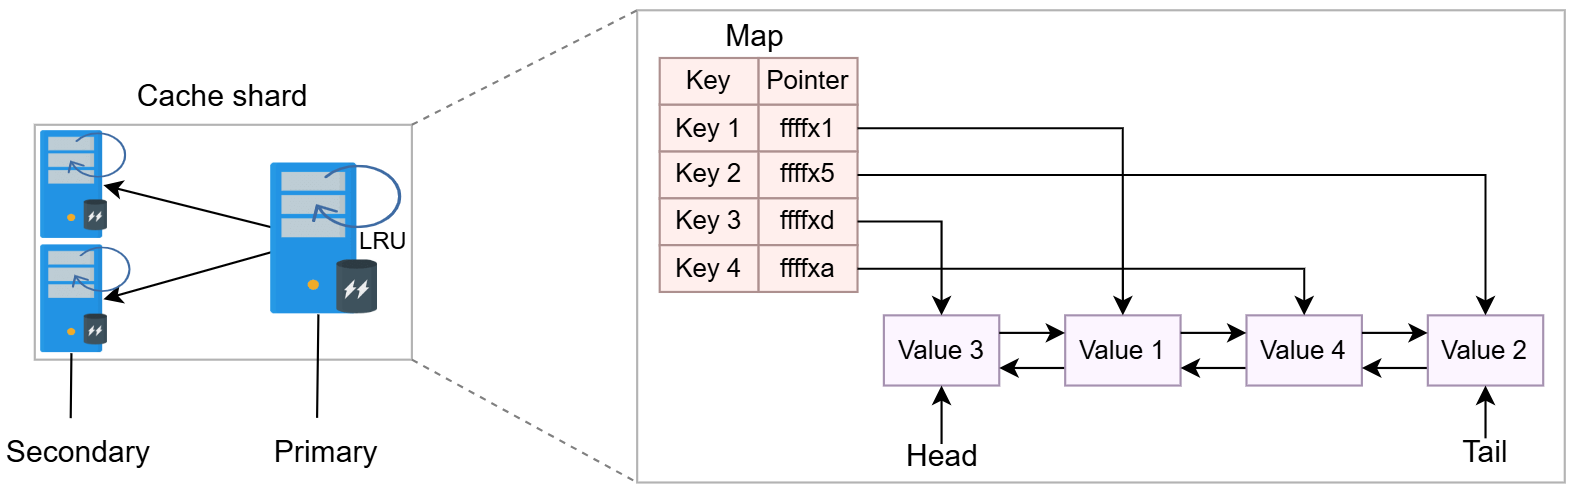 Cache shard
LRU
Secondary
Primary
Map
Key Pointer
Key 1 ffffx1
Key 2 ffffx5
Key 3 ffffxd
Key 4 ffffxa
Value 3 Value 1 Value 4 Value 2
Head
Tail